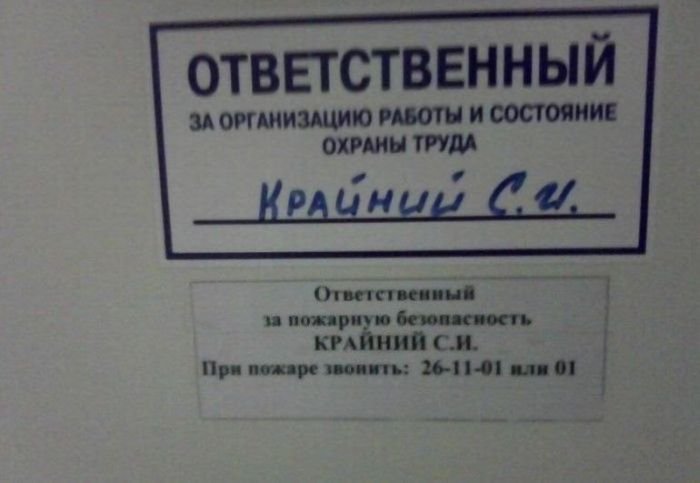 ОТВЕТСТВЕННЫЙ
ЗА ОРГАНИЗАЦИЮ РАБОТЫ И СОСТОЯНИЕ
ОХРАНЫ ТРУДА
КРАЙНИЙ С.И.
Ответственный
за пожарную безопасность
КРАЙНИЙ С.И.
При пожаре звонить: 26-11-01 или 01